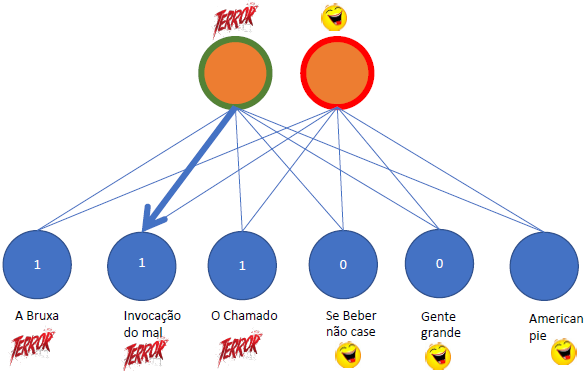 TERROR
1
1
1
0
0
A Bruxa
Invocação
do mal
O Chamado
Se Beber
não case
Gente
grande
American
pie
TERROR
TERROR
TERROR